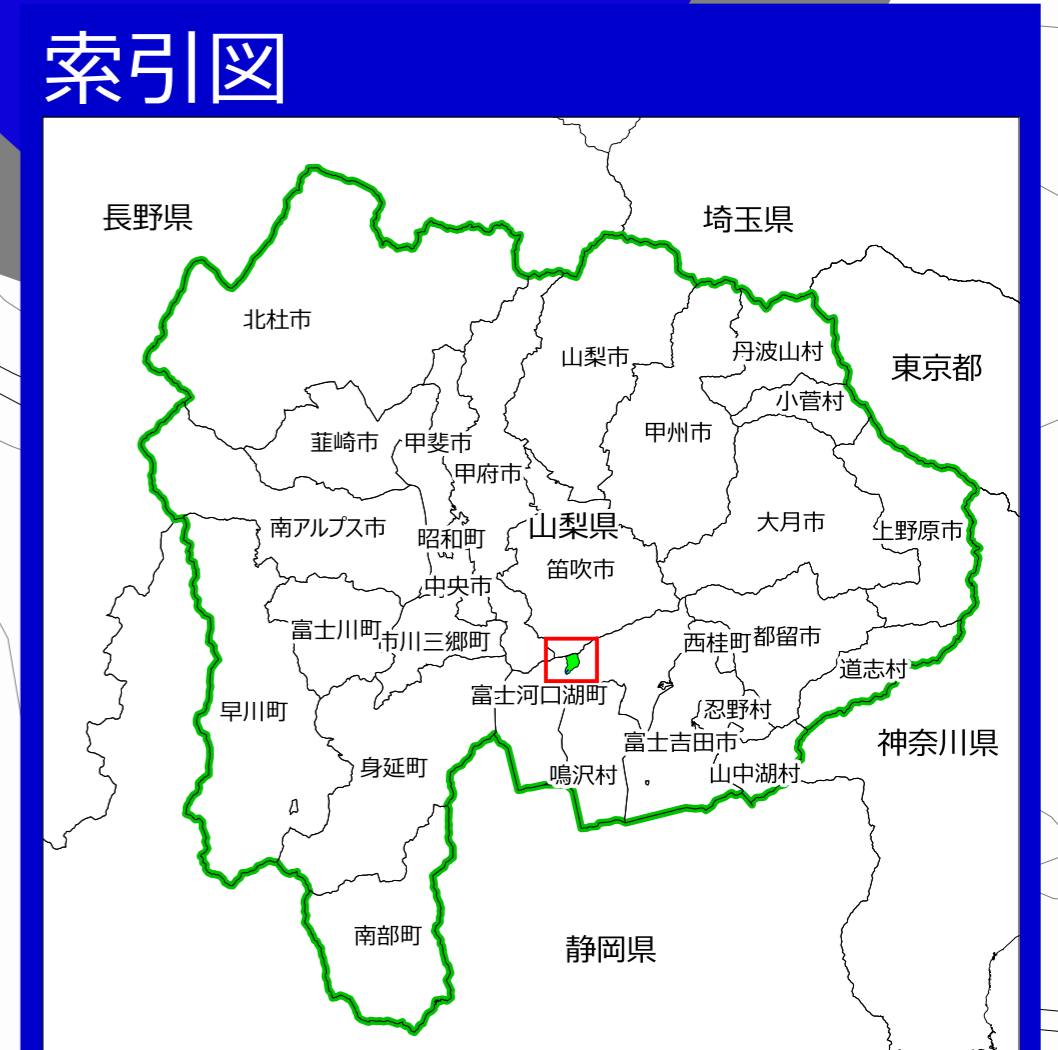 索引図
長野県
埼玉県
北杜市
山梨市
丹波山村
東京都
小菅村
韮崎市
甲斐市
甲州市
甲府市
南アルプス市
昭和町
山梨県
大月市
上野原市
笛吹市
中央市
富士川町
市川三郷町
西桂町
都留市
道志村
富士河口湖町
早川町
忍野村
富士吉田市
神奈川県
身延町
鳴沢村
山中湖村
南部町
静岡県